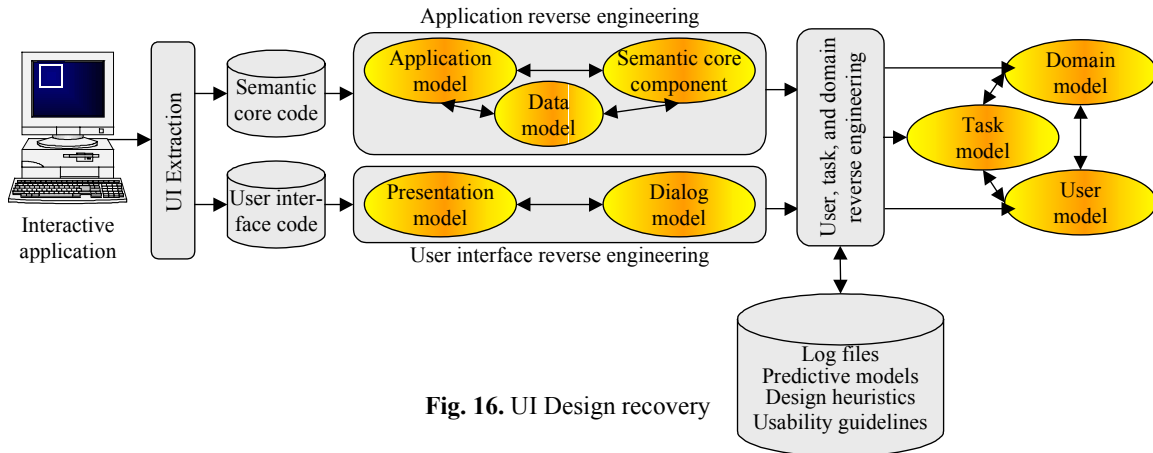 Application reverse engineering
Interactive
application
UI Extraction
Semantic
core code
User inter-
face code
Application
model
Semantic core
component
Data
model
Presentation
model
Dialog
model
User interface reverse engineering
User, task, and domain
reverse engineering
Domain
model
Task
model
User
model
Log files
Predictive models
Design heuristics
Usability guidelines
Fig. 16. UI Design recovery